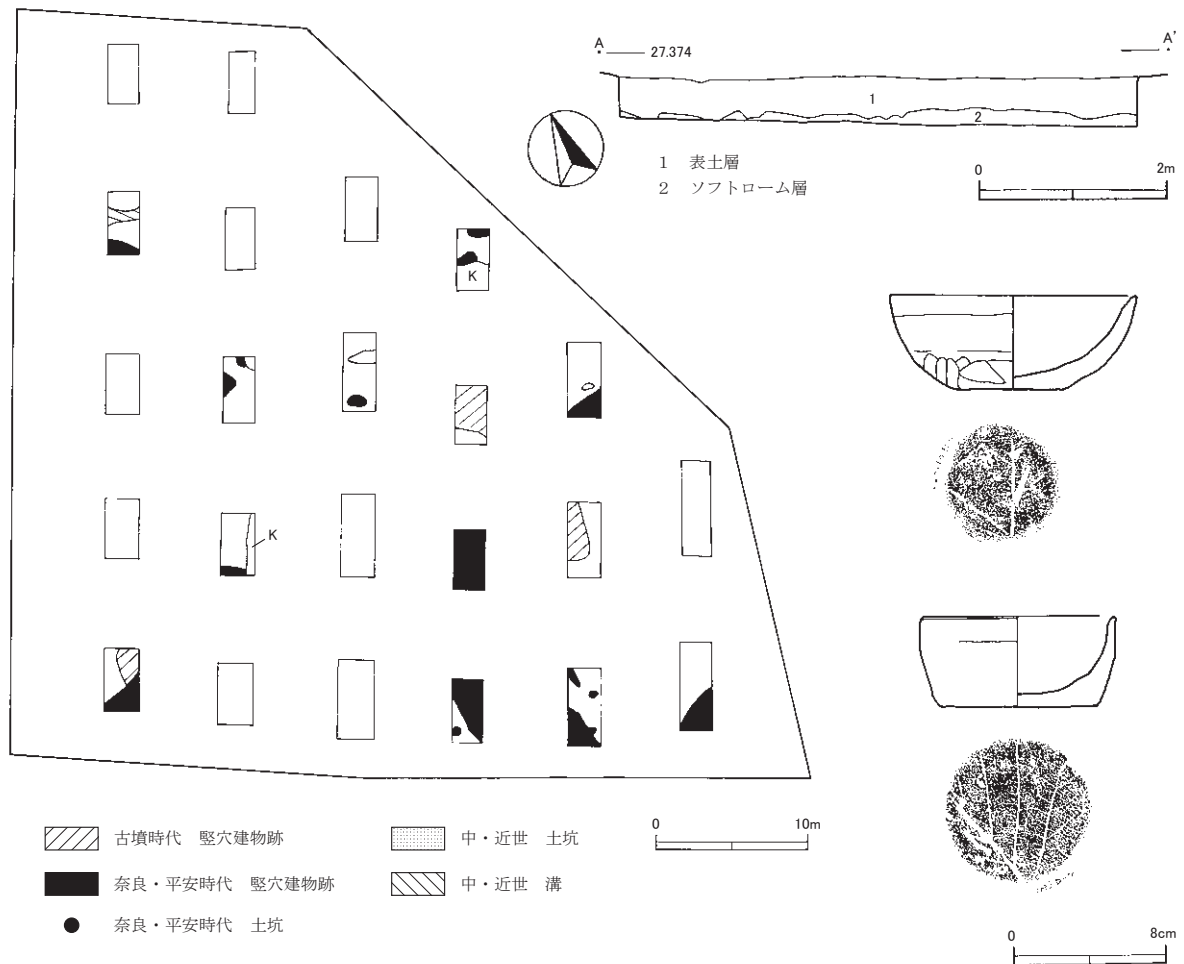 A
27.374
A'
1
2
1 表土層
2 ソフトローム層
0 2m
K
K
0 10m
古墳時代 竪穴建物跡
奈良・平安時代 竪穴建物跡
奈良・平安時代 土坑
中・近世 土坑
中・近世 溝
0 8cm